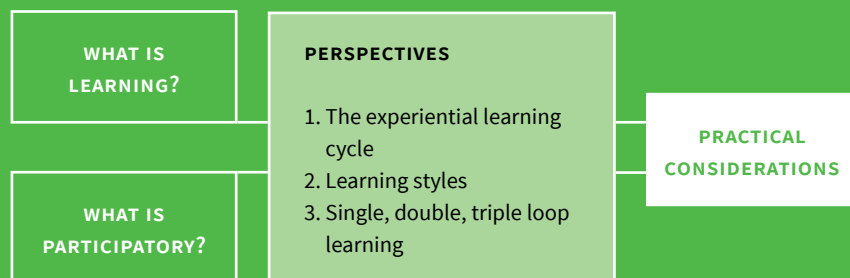 WHAT IS
LEARNING?
WHAT IS
PARTICIPATORY?
PERSPECTIVES
1. The experiential learning
cycle
2. Learning styles
3. Single, double, triple loop
learning
PRACTICAL
CONSIDERATIONS